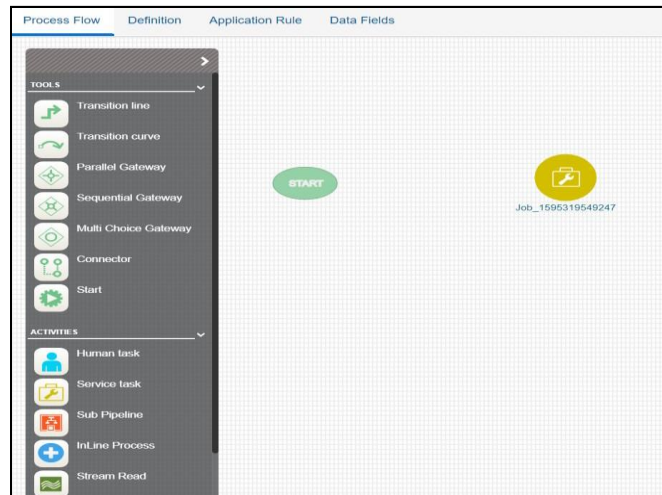 Process Flow Definition Application Rule Data Fields
TOOLS
Transition line
Transition curve
Parallel Gateway
Sequential Gateway
Multi Choice Gateway
Connector
Start
ACTIVITIES
Human task
Service task
Sub Pipeline
InLine Process
Stream Read
START
Job_1595319549247